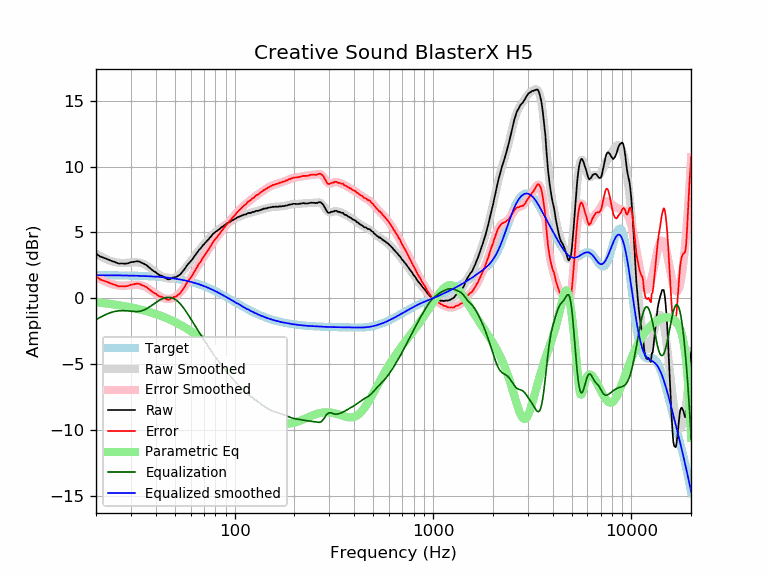 Creative Sound BlasterX H5
15
10
5
0
−5
−10
−15
Amplitude (dBr)
Target
Raw Smoothed
Error Smoothed
Raw
Error
Parametric Eq
Equalization
Equalized smoothed
100
1000
10000
Frequency (Hz)